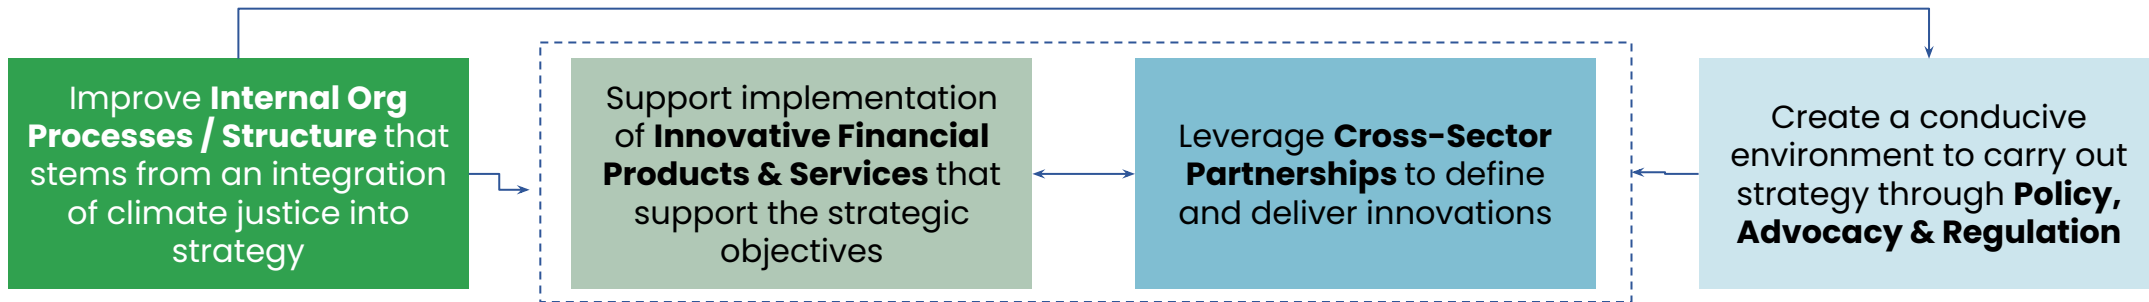 Improve Internal Org
Processes / Structure that
stems from an integration
of climate justice into
strategy
Support implementation
of Innovative Financial
Products & Services that
support the strategic
objectives
Leverage Cross-Sector
Partnerships to define
and deliver innovations
Create a conducive
environment to carry out
strategy through Policy,
Advocacy & Regulation